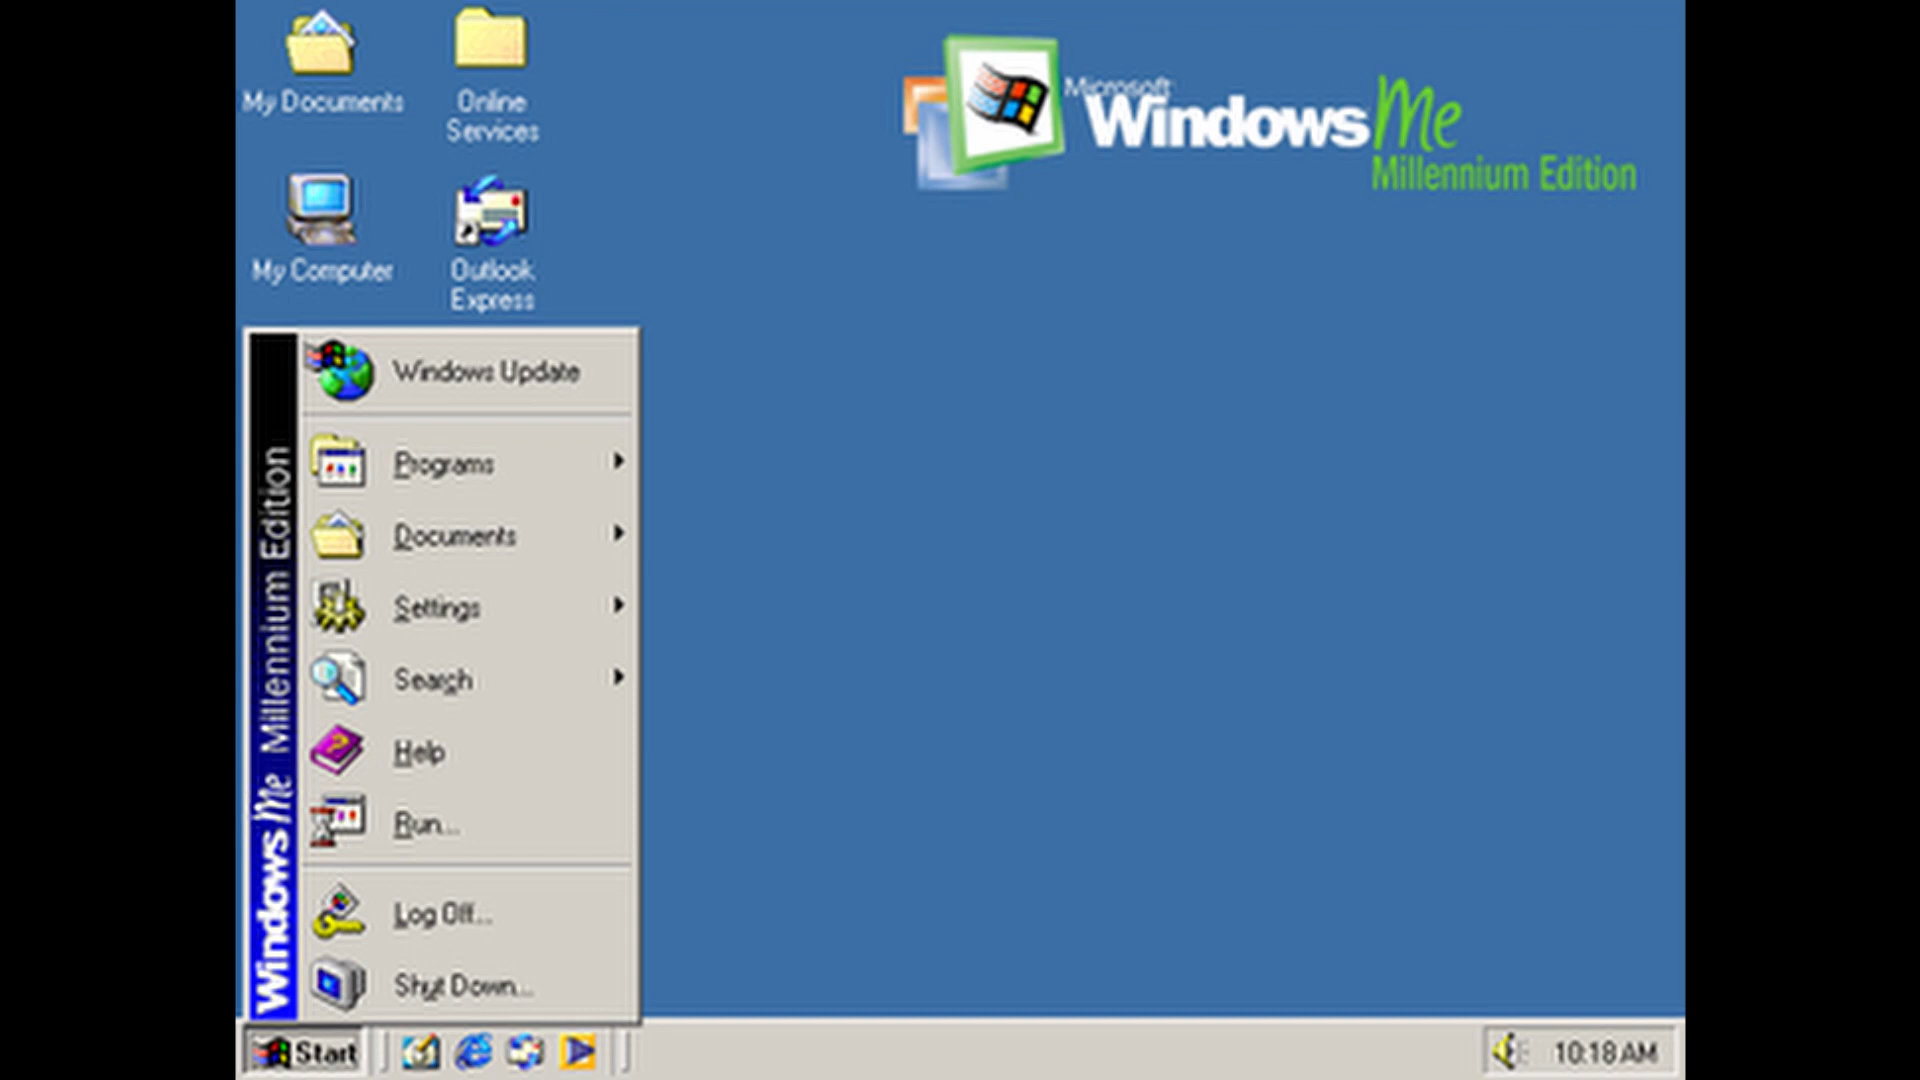 My Documents
Online
Services
My Computer
Outlook
Express
Microsoft
Windows Me
Millennium Edition
Windows Me Millennium Edition
Windows Update
Programs
Documents
Settings
Search
Help
Run...
Log Off...
Shut Down...
Start
10:18 AM